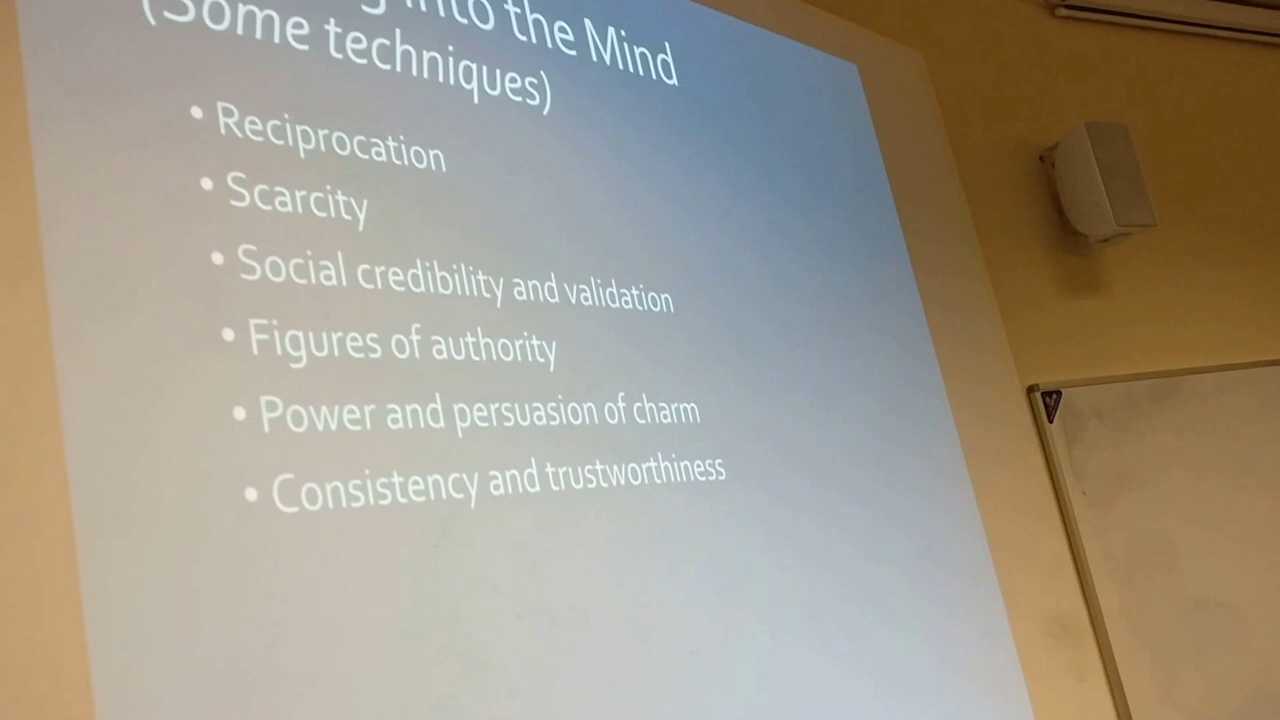 into the Mind
(Some techniques)
• Reciprocation
• Scarcity
• Social credibility and validation
• Figures of authority
• Power and persuasion of charm
• Consistency and trustworthiness